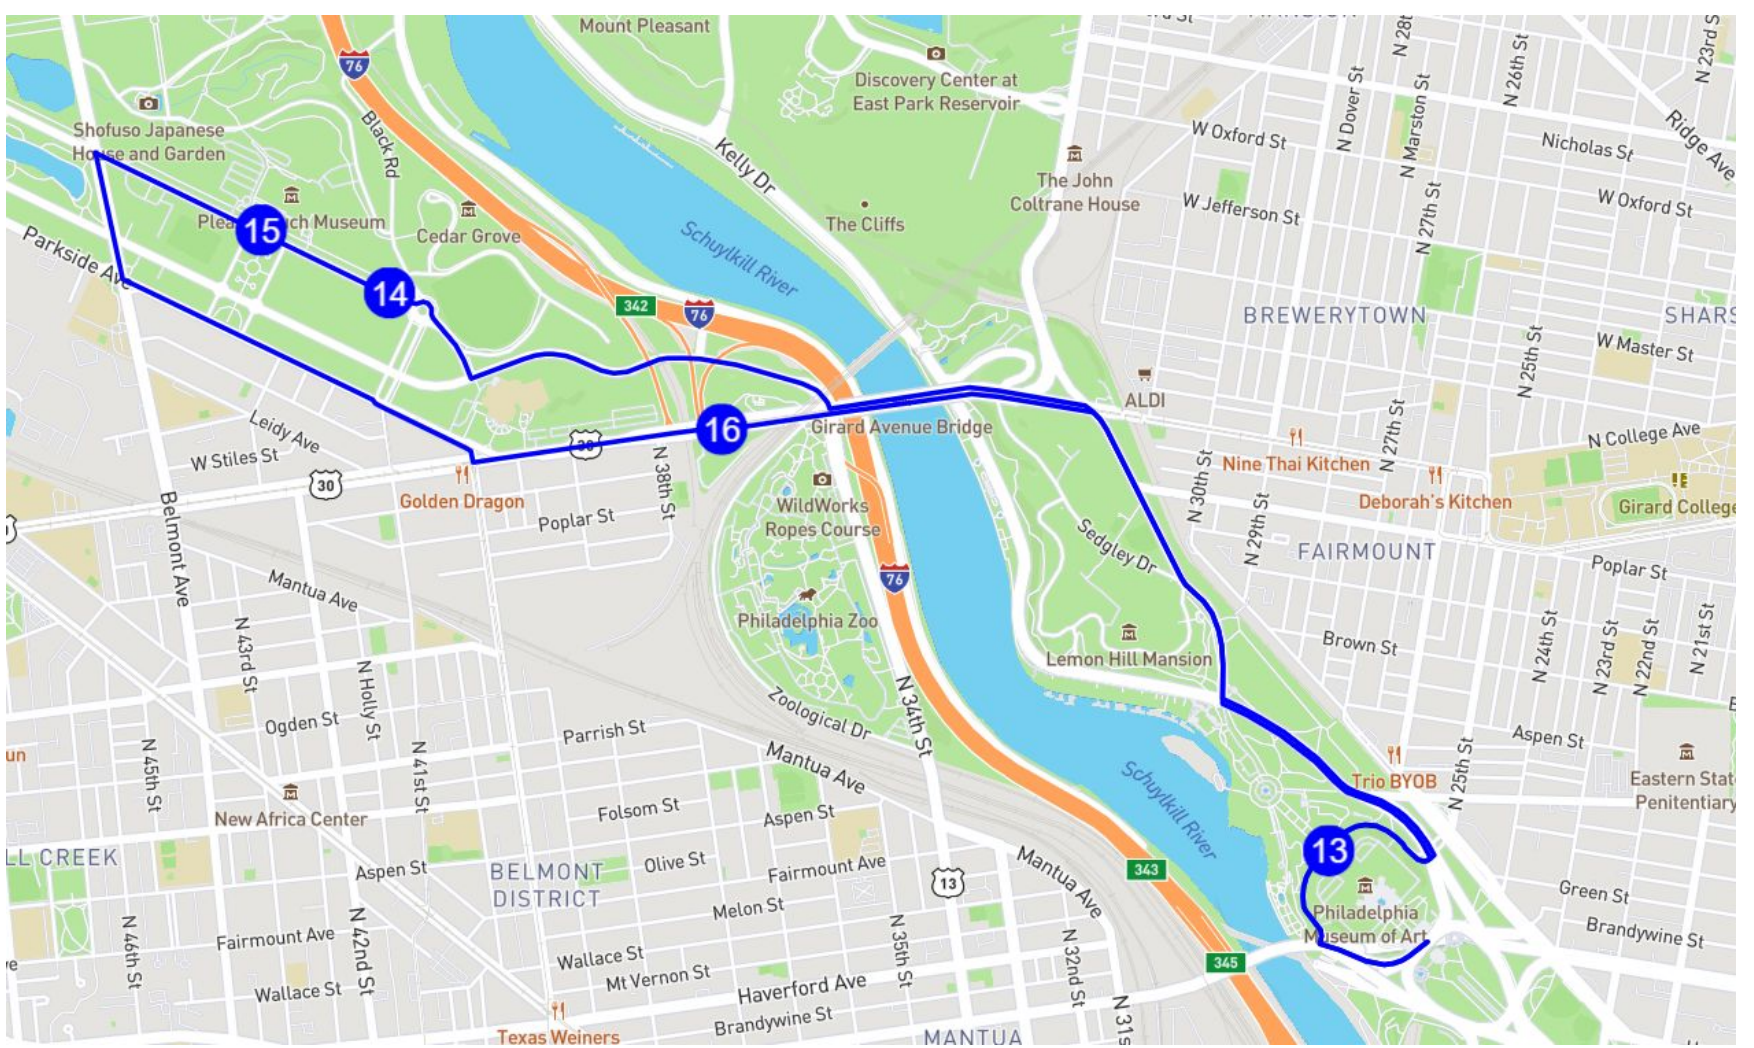 Mount Pleasant
MANSION
N 28t
N 26th St
N 23rd S
76
Discovery Center at
East Park Reservoir
N Dover St
N Marston St
Ridge Ave
Shofuso Japanese
House and Garden
Black Rd
Kelly Dr
W Oxford St
Nicholas St
The John
Coltrane House
W Jefferson St
W Oxford St
N 27th St
15
Cedar Grove
The Cliffs
Schuylkill River
Parkside Ave
14
342
76
BREWERYTOWN
SHARS
W Master St
N 25th St
ALDI
Leidy Ave
W Stiles St
30
30
16
Girard Avenue Bridge
N 38th St
Golden Dragon
Poplar St
Nine Thai Kitchen
N 27th St
N College Ave
Deborah's Kitchen
Girard College
N 30th St
N 29th St
WildWorks
Ropes Course
Sedgley Dr
FAIRMOUNT
Poplar St
Belmont Ave
Mantua Ave
76
Philadelphia Zoo
Lemon Hill Mansion
Brown St
N 24th St
N 23rd St
N 22nd St
N 21st St
N 43rd St
N Holly St
Zoological Dr
N 34th St
Ogden St
Parrish St
Mantua Ave
N 45th St
N 41st St
un
New Africa Center
Folsom St
Aspen St
Schuylkill River
Trio BYOB
N 25th St
Aspen St
Eastern Stat
Penitentiary
LL CREEK
Aspen St
BELMONT
DISTRICT
Olive St
Fairmount Ave
Melon St
13
Mantua Ave
343
13
Philadelphia
Museum of Art
Green St
Brandywine St
N 46th St
Fairmount Ave
N 42nd St
Wallace St
Wallace St
Mt Vernon St
N 35th St
N 32nd St
345
Haverford Ave
Brandywine St
N 31s
Texas Weiners
MANTUA